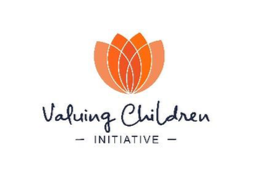 Valuing Children
— INITIATIVE —